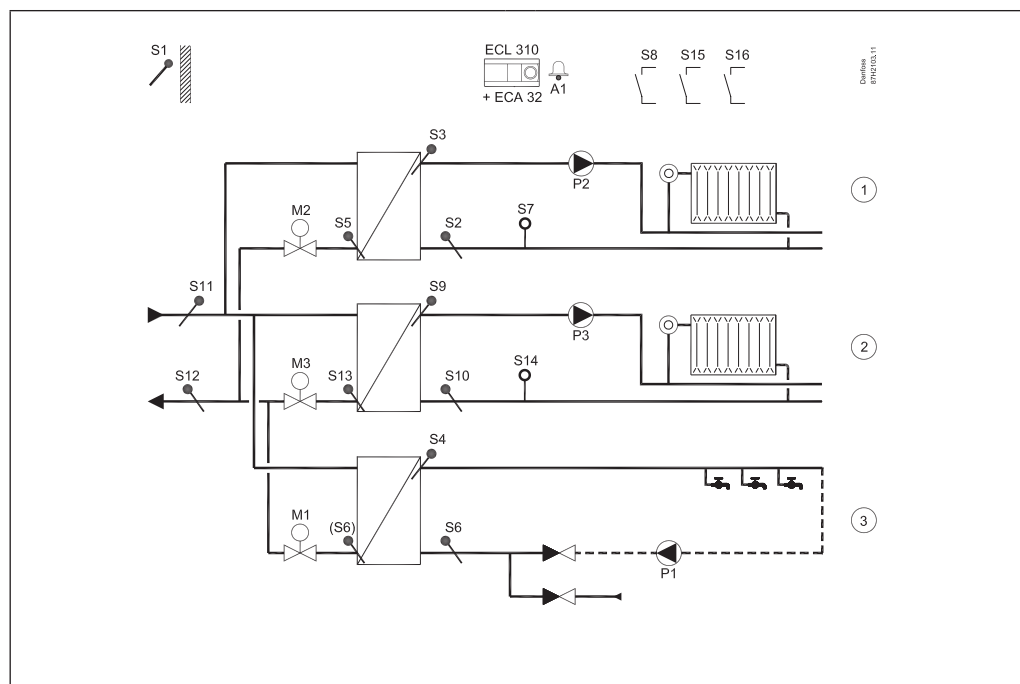 S1
ECL 310
+ ECA 32
A1
S8
S15
S16
Danfoss
87H2103.11
S3
P2
1
M2
S5
S2
S7
S11
S9
P3
2
M3
S12
S13
S10
S14
S4
M1
(S6)
S6
P1
3